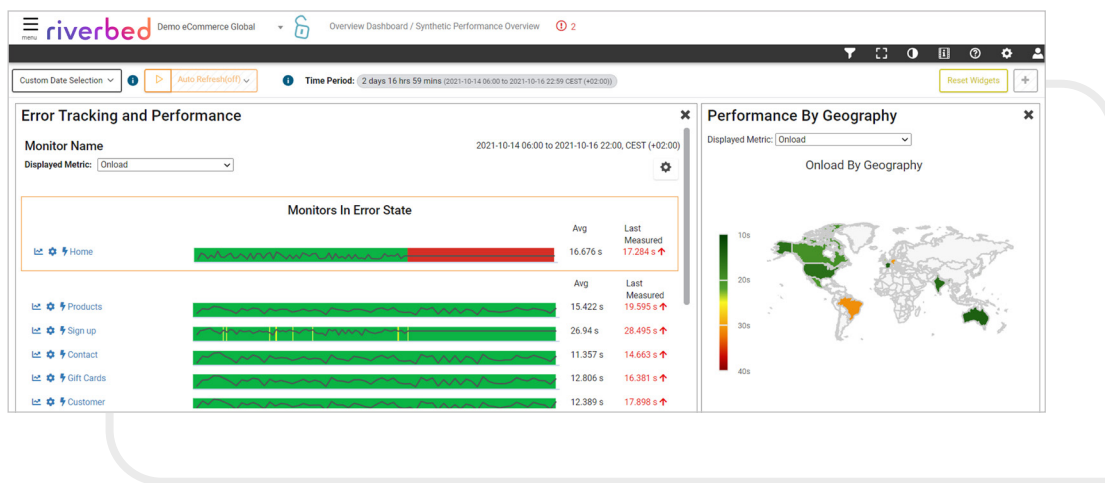 menu riverbed Demo eCommerce Global Overview Dashboard / Synthetic Performance Overview 2
Custom Date Selection Auto Refresh(off) Time Period: 2 days 16 hrs 59 mins (2021-10-14 06:00 to 2021-10-16 22:59 CEST (+02:00)) Reset Widgets +
Error Tracking and Performance
Monitor Name
2021-10-14 06:00 to 2021-10-16 22:00, CEST (+02:00)
Displayed Metric: Onload
Monitors In Error State
Avg Last Measured
Home 16.676 s 17.284 s
Avg Last Measured
Products 15.422 s 19.595 s
Sign up 26.94 s 28.495 s
Contact 11.357 s 14.663 s
Gift Cards 12.806 s 16.381 s
Customer 12.389 s 17.898 s
Performance By Geography
Displayed Metric: Onload
Onload By Geography
10s
20s
30s
40s